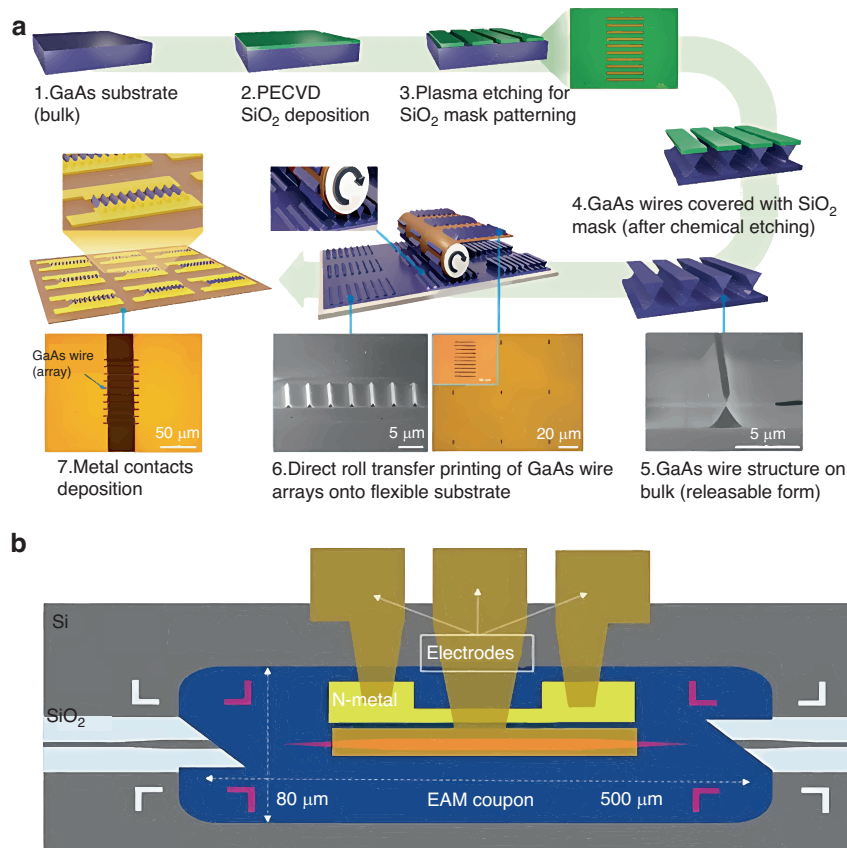 a
1.GaAs substrate
(bulk)
2.PECVD
SiO₂ deposition
3.Plasma etching for
SiO₂ mask patterning
4.GaAs wires covered with SiO₂
mask (after chemical etching)
GaAs wire
(array)
50 μm
5 μm
20 μm
5 μm
7.Metal contacts
deposition
6.Direct roll transfer printing of GaAs wire
arrays onto flexible substrate
5.GaAs wire structure on
bulk (releasable form)
b
Si
Electrodes
N-metal
SiO₂
80 μm
EAM coupon
500 μm